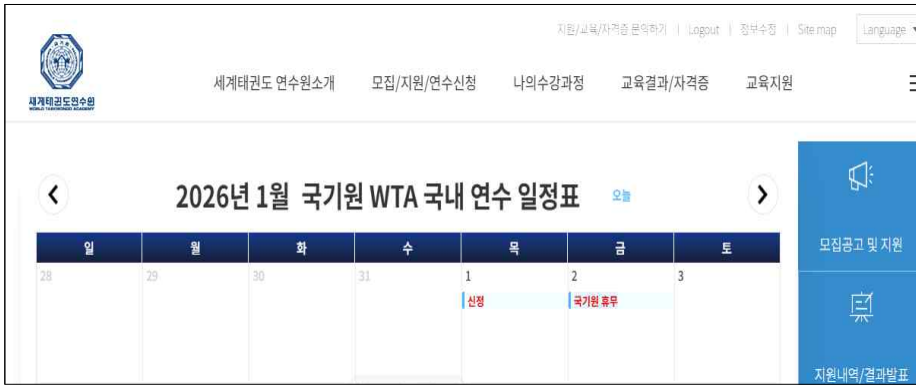 지원/교육/자격증 문의하기 | Logout | 정보수정 | Site map Language
세계태권도연수원
WORLD TAEKWONDO ACADEMY
세계태권도 연수원소개 모집/지원/연수신청 나의수강과정 교육결과/자격증 교육지원
2026년 1월 국기원 WTA 국내 연수 일정표 오늘
일 월 화 수 목 금 토
28 29 30 31 1 2 3
신정 국기원 휴무
모집공고 및 지원
지원내역/결과발표